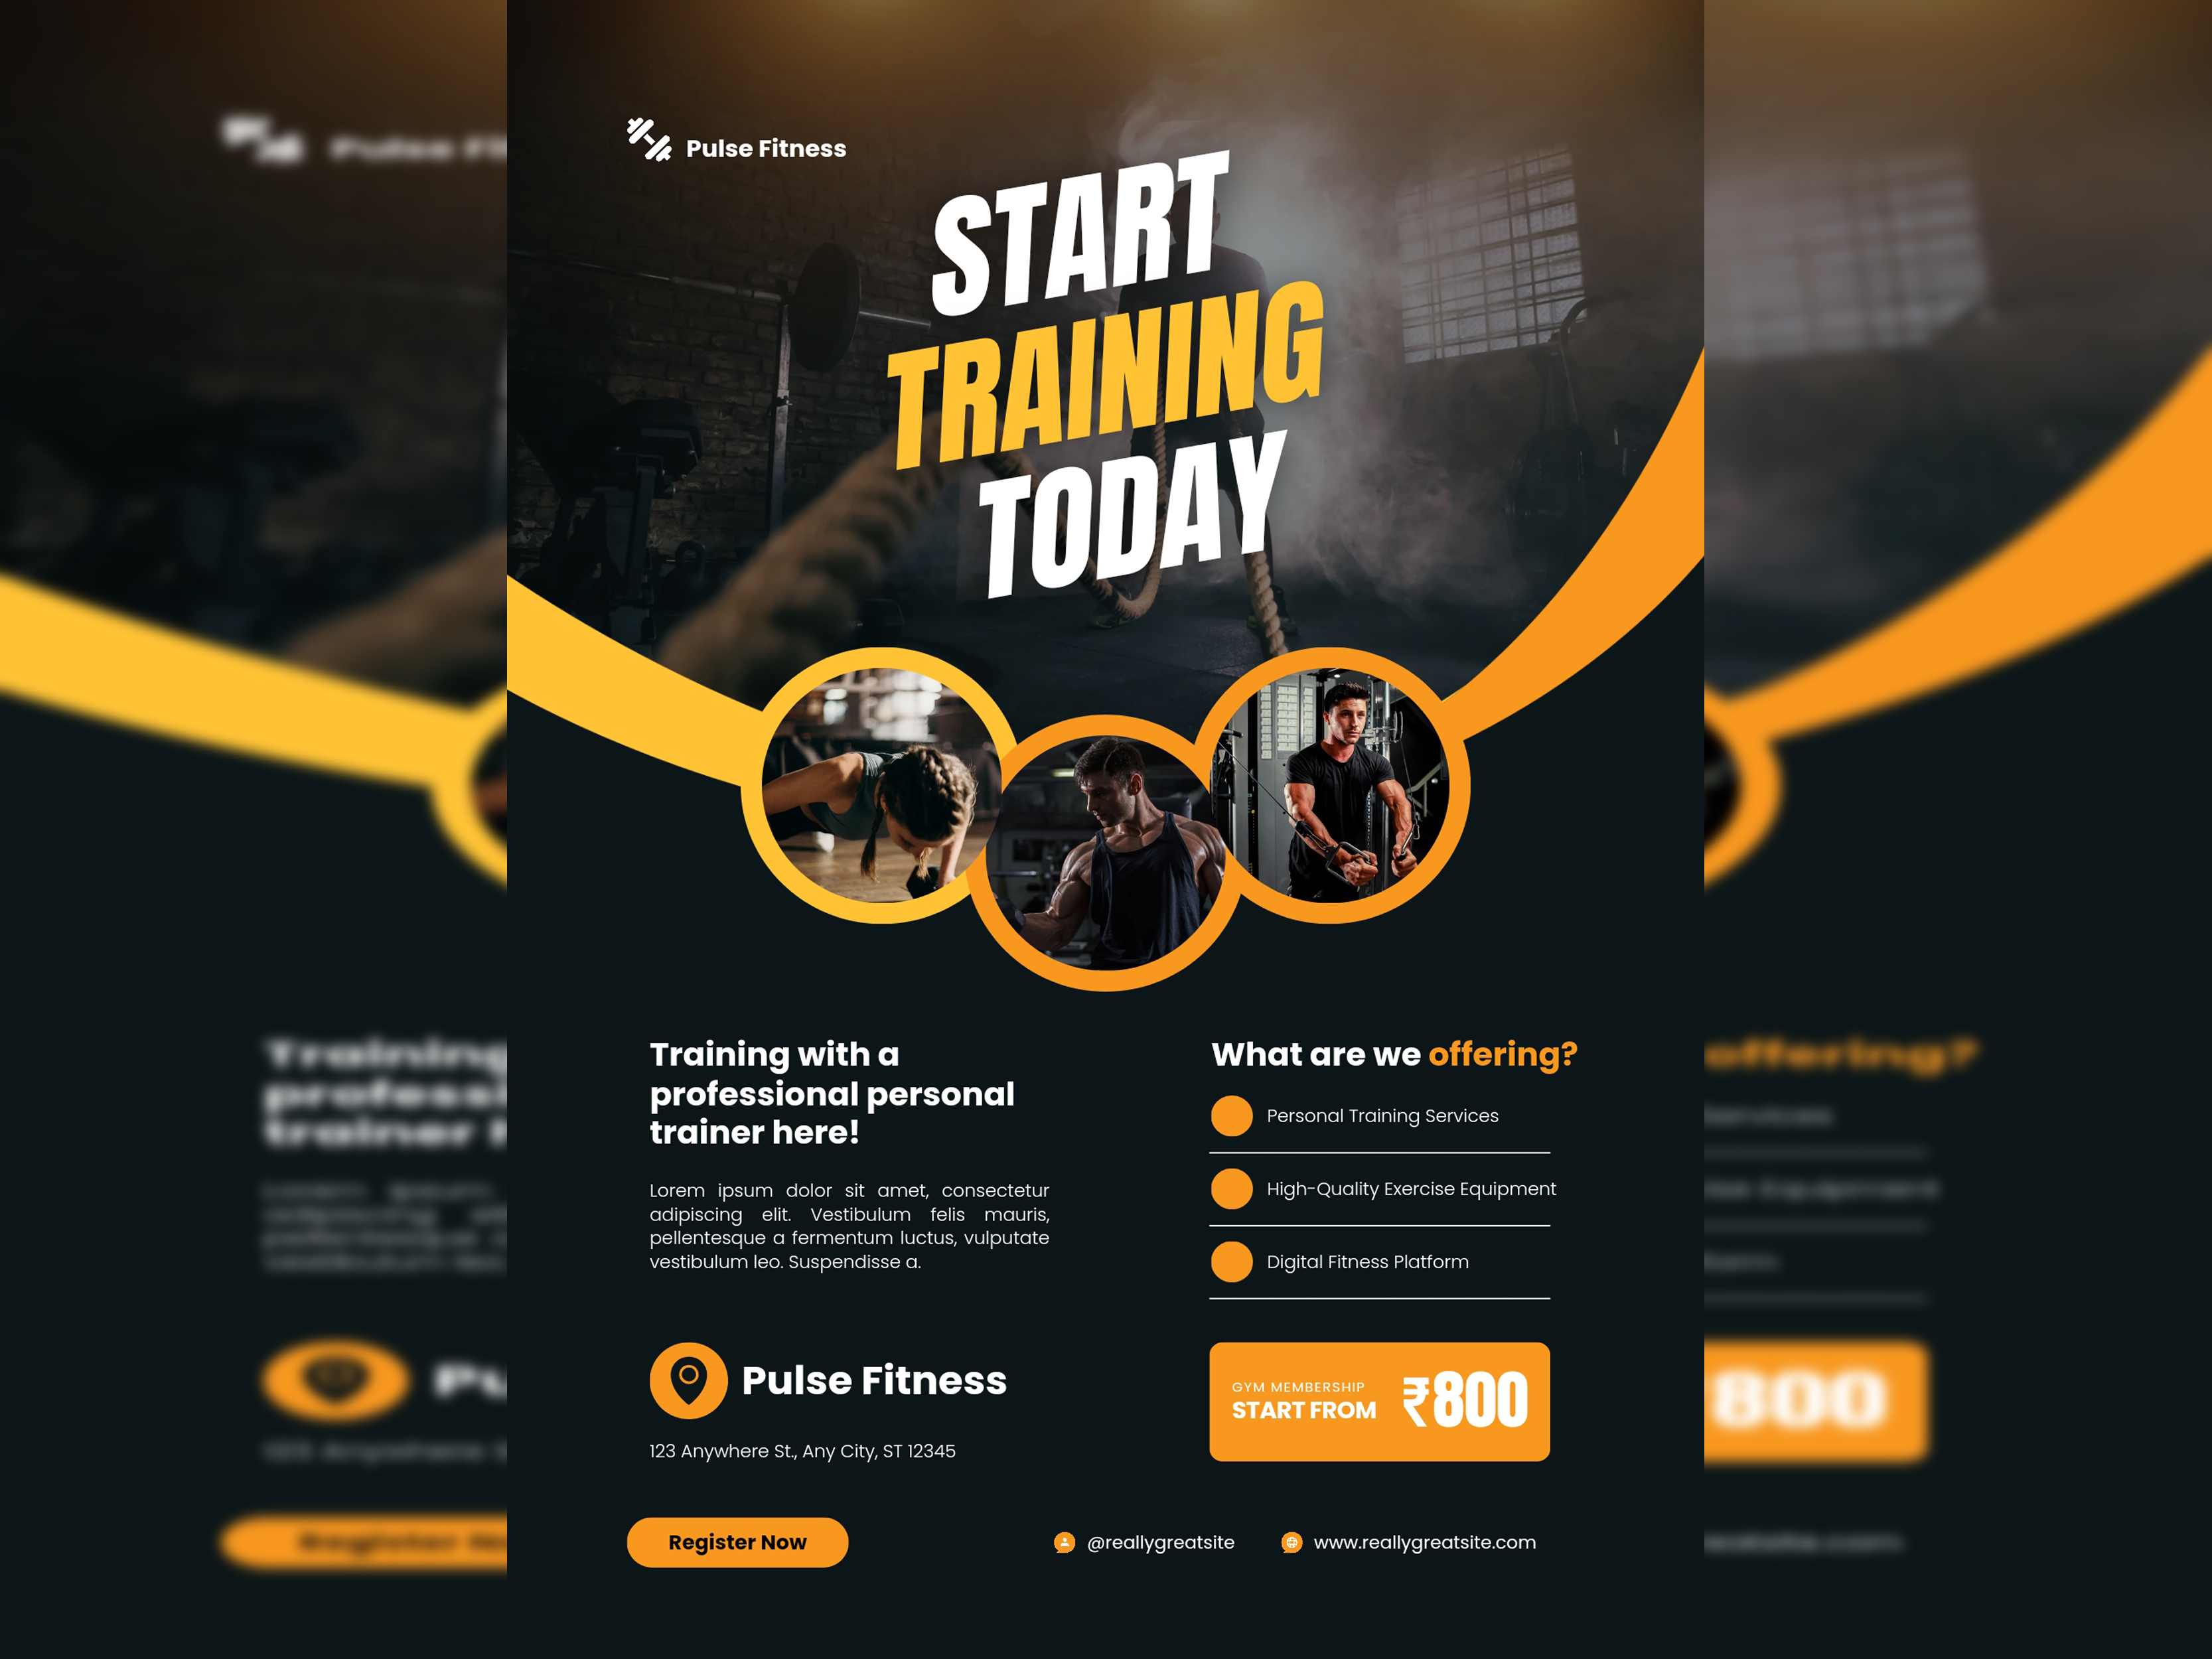 Pulse Fitness
START
TRAINING
TODAY
Training with a
professional personal
trainer here!
Lorem ipsum dolor sit amet, consectetur
adipiscing elit. Vestibulum felis mauris,
pellentesque a fermentum luctus, vulputate
vestibulum leo. Suspendisse a.
What are we offering?
Personal Training Services
High-Quality Exercise Equipment
Digital Fitness Platform
Pulse Fitness
123 Anywhere St., Any City, ST 12345
GYM MEMBERSHIP
START FROM
₹800
Register Now
@reallygreatsite
www.reallygreatsite.com